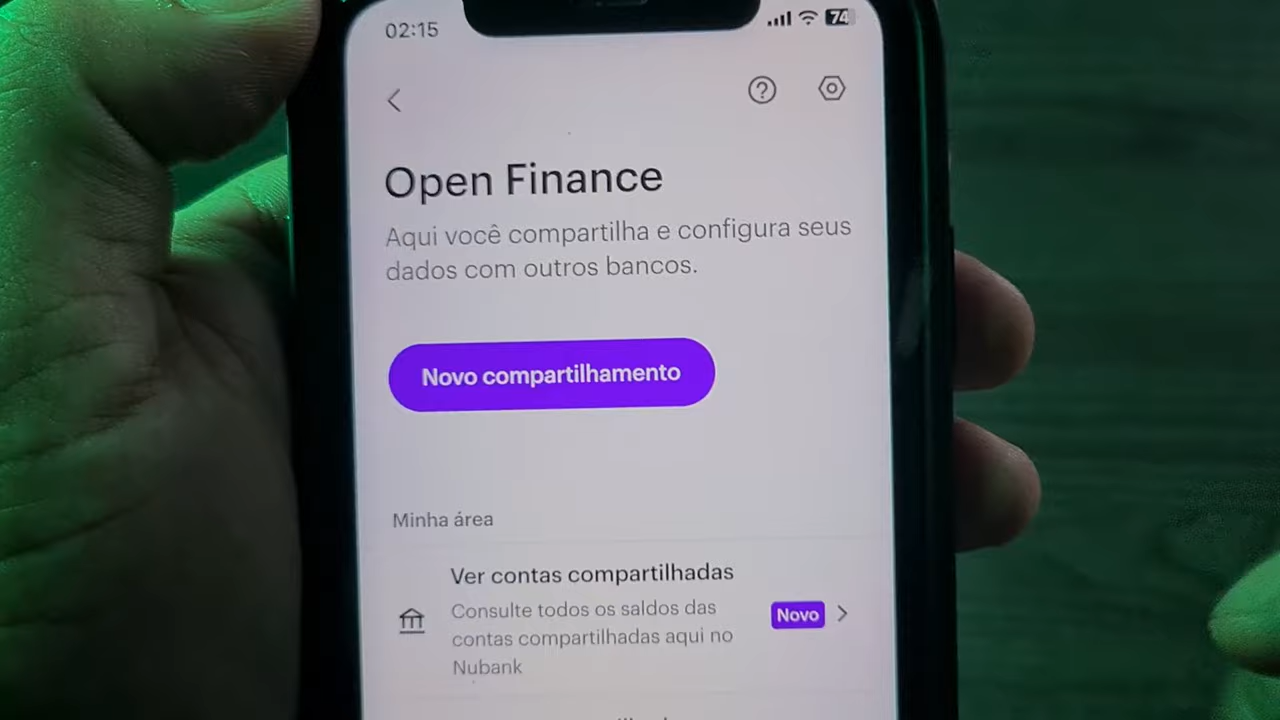 02:15
74
Open Finance
Aqui você compartilha e configura seus
dados com outros bancos.
Novo compartilhamento
Minha área
Ver contas compartilhadas
Consulte todos os saldos das
contas compartilhadas aqui no
Nubank
Novo